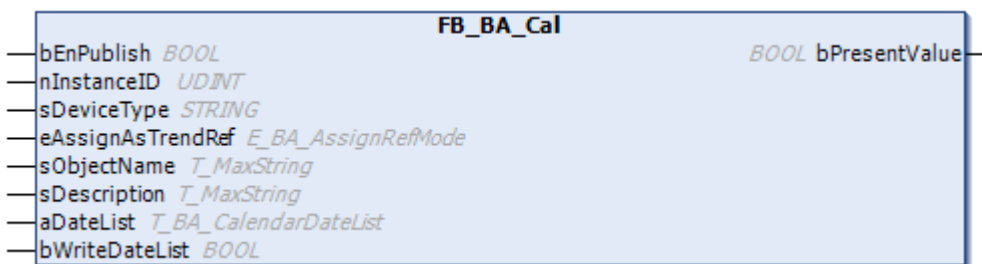 FB_BA_Cal
bEnPublish BOOL BOOL bPresentValue
nInstanceID UDINT
sDeviceType STRING
eAssignAsTrendRef E_BA_AssignRefMode
sObjectName T_MaxString
sDescription T_MaxString
aDateList T_BA_CalendarDateList
bWriteDateList BOOL